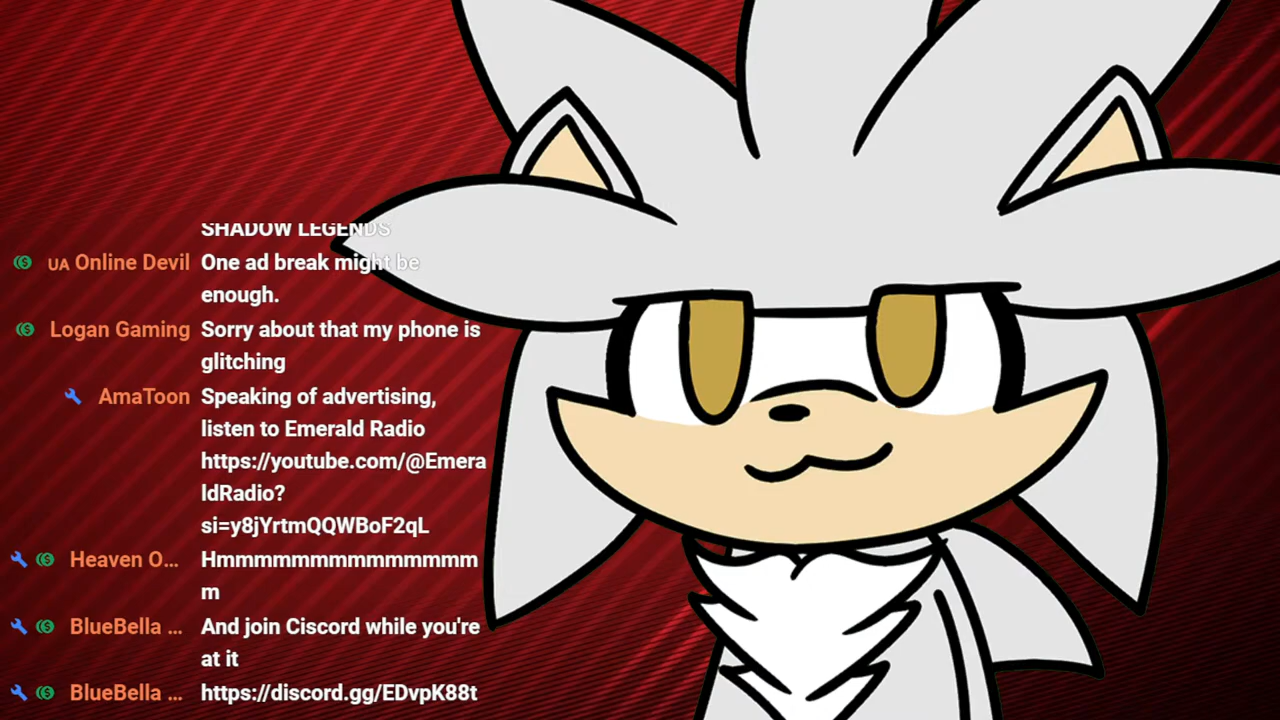 SHADOW LEGENDS
UA Online Devil One ad break might be
enough.
Logan Gaming Sorry about that my phone is
glitching
AmaToon Speaking of advertising,
listen to Emerald Radio
https://youtube.com/@Emera
ldRadio?
si=y8jYrtmQQWBoF2qL
Heaven O... Hmmmmmmmmmmmmmm
m
BlueBella ... And join Ciscord while you're
at it
BlueBella ... https://discord.gg/EDvpK88t